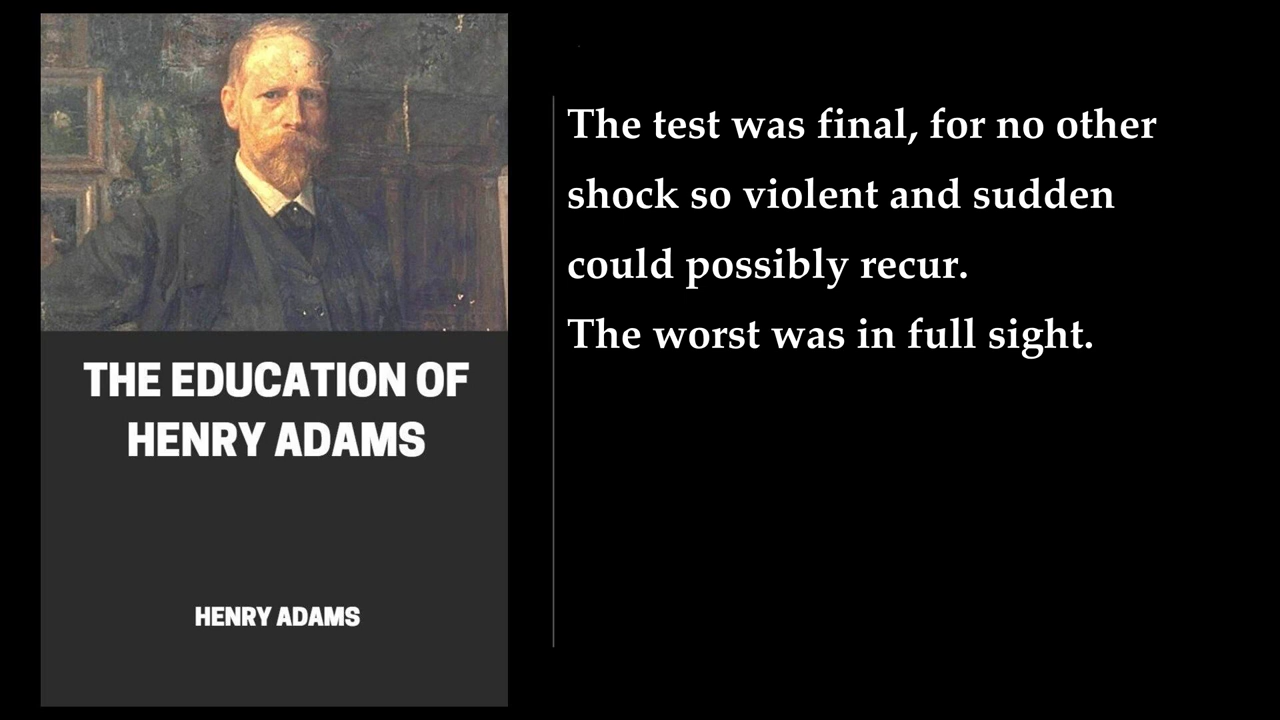 THE EDUCATION OF
HENRY ADAMS
HENRY ADAMS
The test was final, for no other
shock so violent and sudden
could possibly recur.
The worst was in full sight.